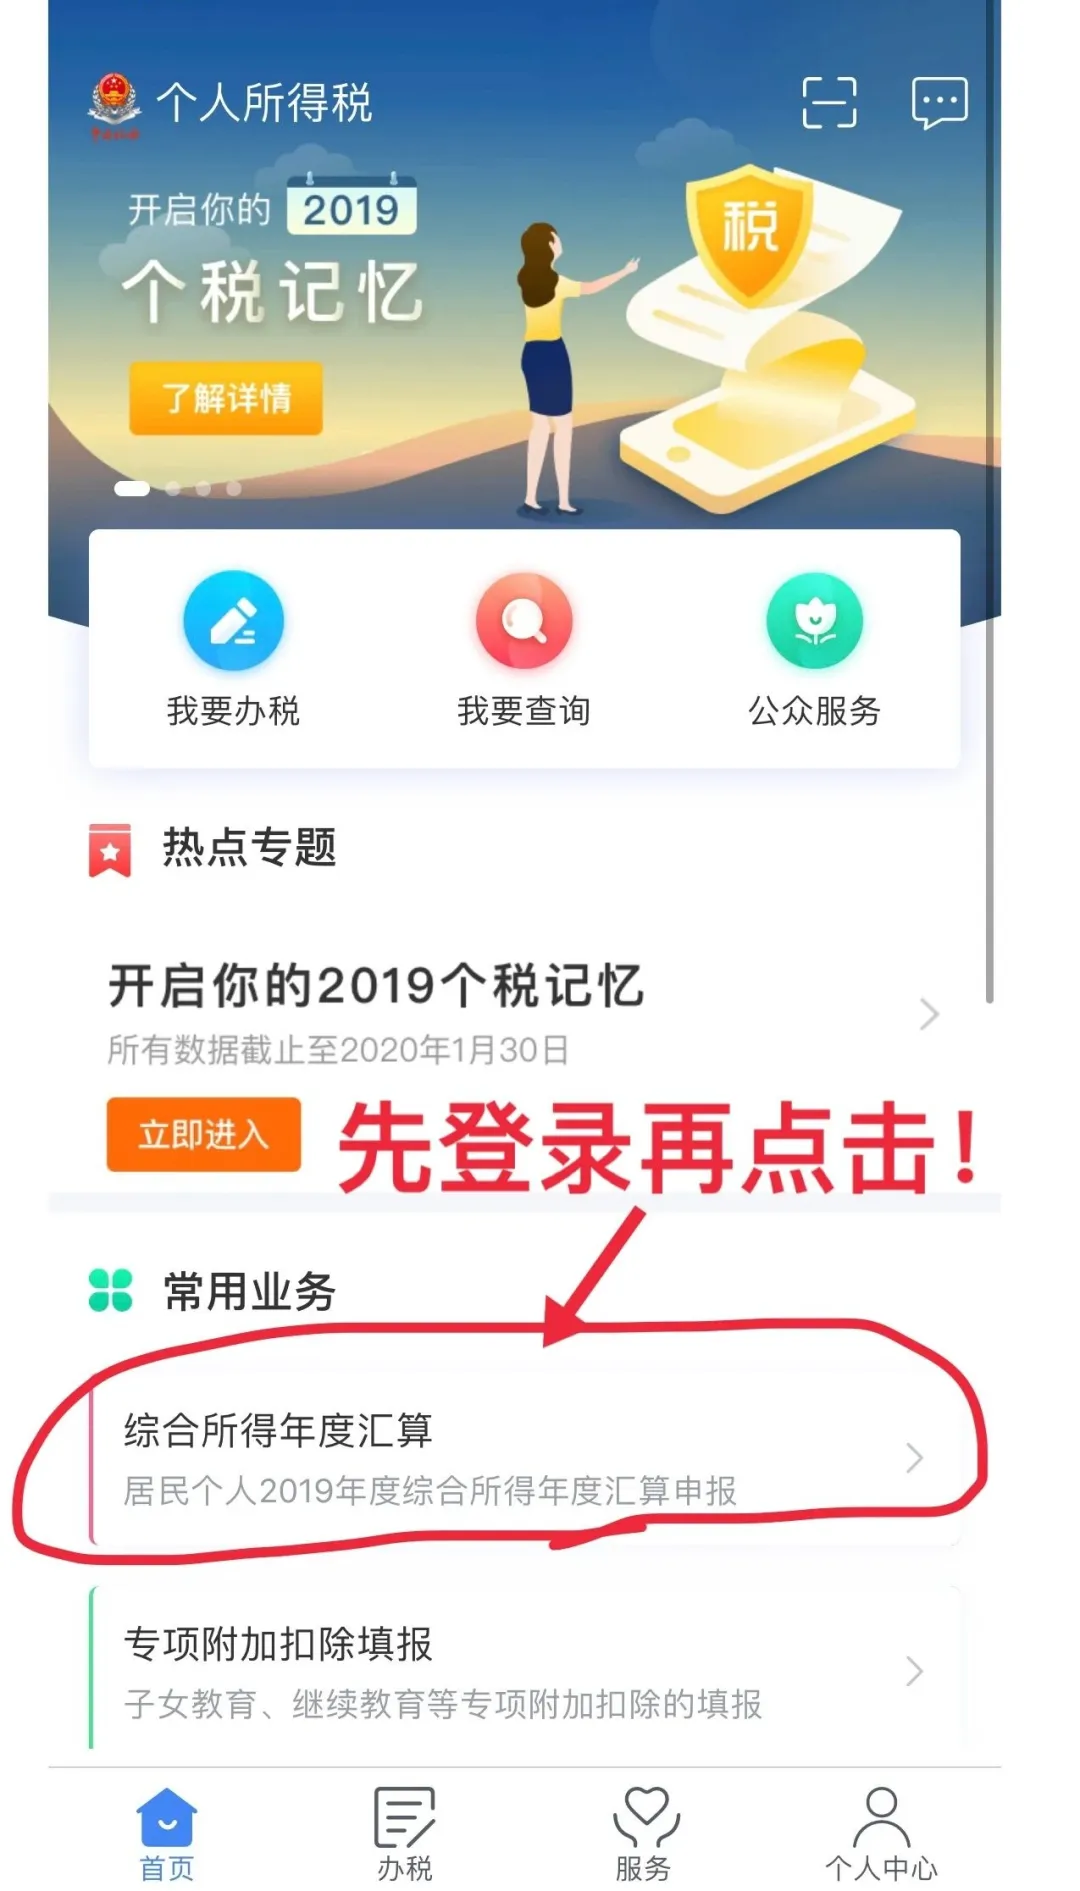 个人所得税
开启你的 2019
个税记忆
税
了解详情
我要办税
我要查询
公众服务
热点专题
开启你的2019个税记忆
所有数据截止至2020年1月30日
立即进入
先登录再点击！
常用业务
综合所得年度汇算
居民个人2019年度综合所得年度汇算申报
专项附加扣除填报
子女教育、继续教育等专项附加扣除的填报
首页
办税
服务
个人中心